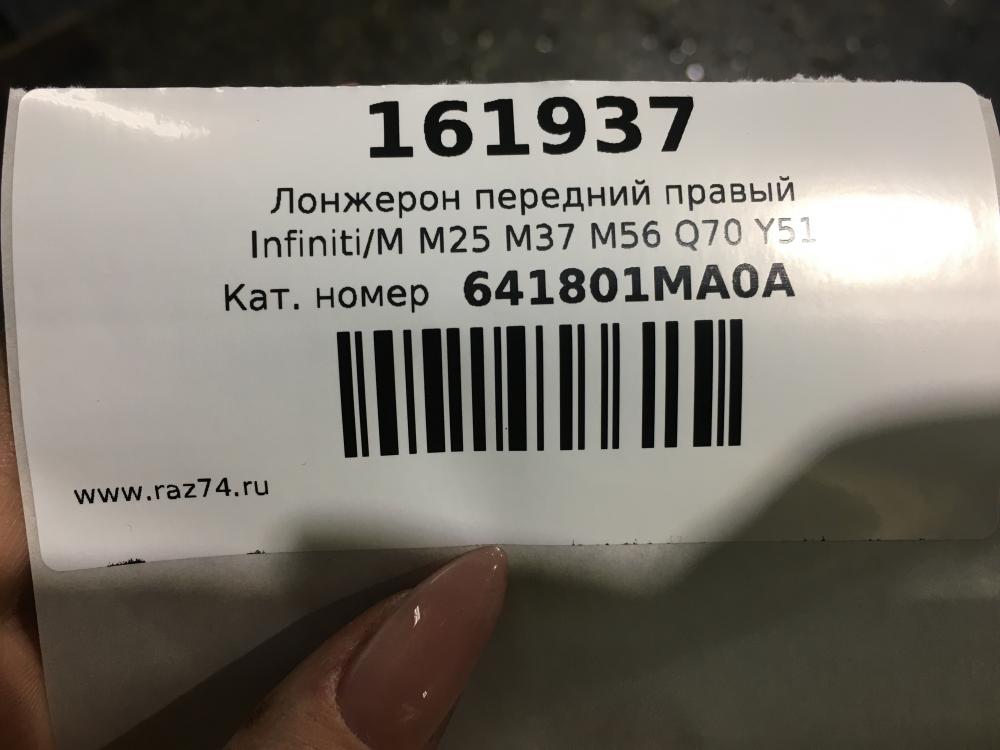 161937
Лонжерон передний правый
Infiniti/M M25 M37 M56 Q70 Y51
Кат. номер 641801MA0A
www.raz74.ru